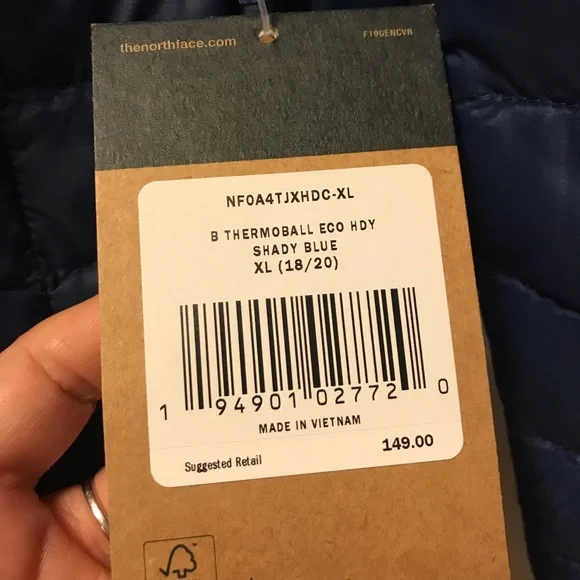 thenorthface.com
F19GENCVR
NF0A4TJXHDC-XL
B THERMOBALL ECO HDY
SHADY BLUE
XL (18/20)
1 94901 02772 0
MADE IN VIETNAM
Suggested Retail 149.00